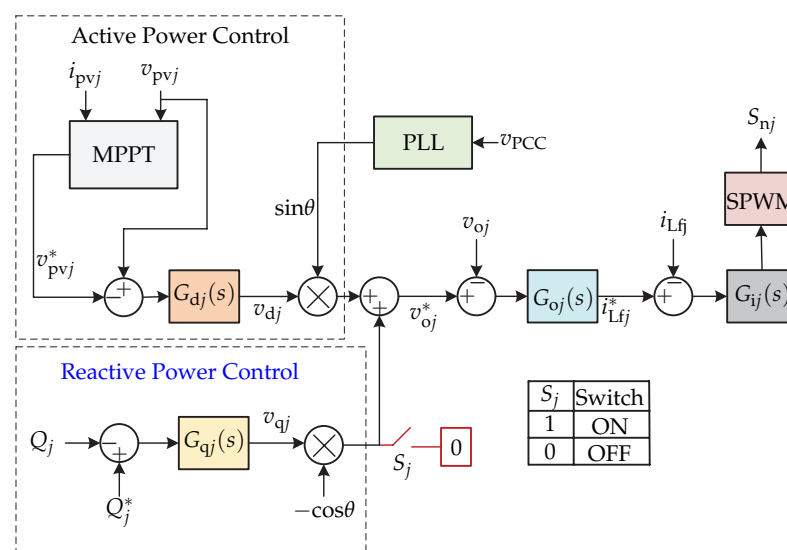 Active Power Control
i_pvj v_pvj
MPPT
PLL
v_PCC
S_nj
SPWM
sinθ
v_oj
i_Lfj
v*_pvj
− +
G_dj(s)
v_dj
×
+ +
v*_oj
+ −
G_oj(s)
i*_Lfj
+ −
G_ij(s)
Reactive Power Control
Q_j
− +
Q*_j
G_qj(s)
v_qj
×
−cosθ
S_j
0
S_j Switch
1 ON
0 OFF